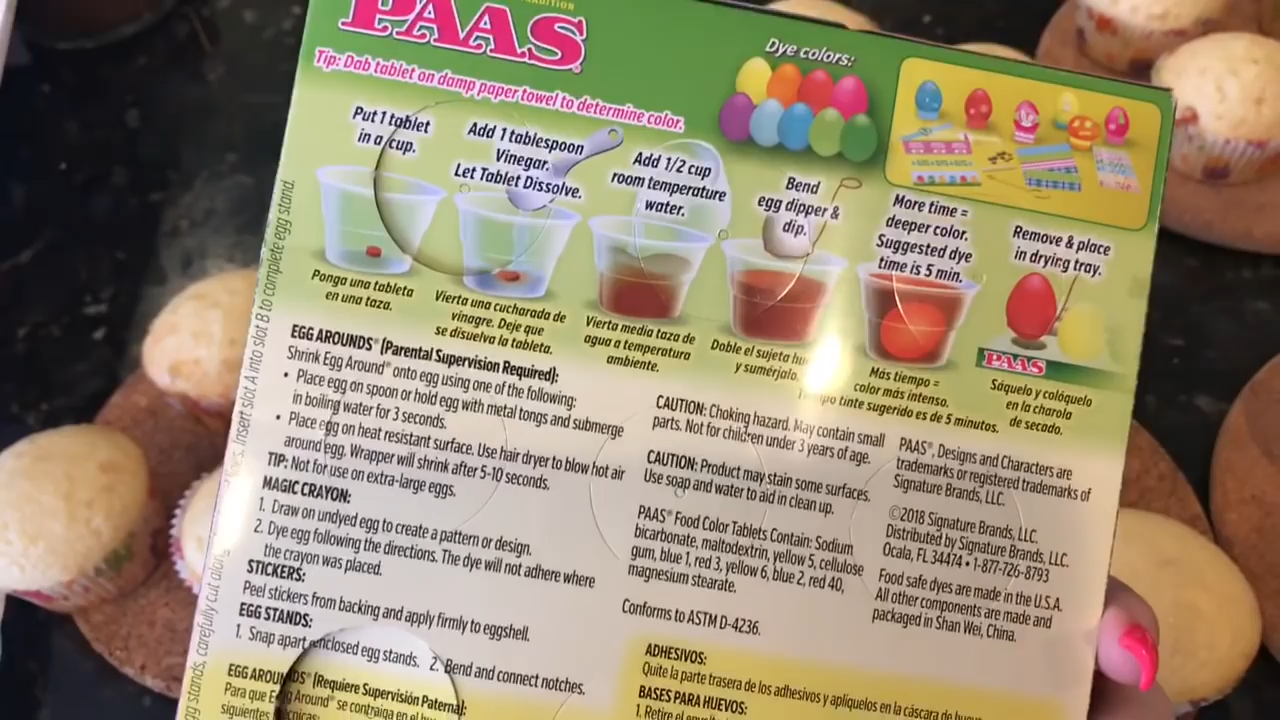 TRADITION
PAAS®
Tip: Dab tablet on damp paper towel to determine color.
Dye colors:
Put 1 tablet
in a cup.
Add 1 tablespoon
Vinegar.
Let Tablet Dissolve.
Add 1/2 cup
room temperature
water.
Bend
egg dipper &
dip.
More time =
deeper color.
Suggested dye
time is 5 min.
Remove & place
in drying tray.
PAAS
Ponga una tableta
en una taza.
Vierta una cucharada de
vinagre. Deje que
se disuelva la tableta.
Vierta media taza de
agua a temperatura
ambiente.
Doble el sujeta
y sumérjalo.
Más tiempo =
color más intenso.
tinte sugerido es de 5 minutos.
Sáquelo y colóquelo
en la charola
de secado.
EGG AROUNDS® (Parental Supervision Required):
Shrink Egg Around® onto egg using one of the following:
• Place egg on spoon or hold egg with metal tongs and submerge
in boiling water for 3 seconds.
• Place egg on heat resistant surface. Use hair dryer to blow hot air
around egg. Wrapper will shrink after 5-10 seconds.
TIP: Not for use on extra-large eggs.
MAGIC CRAYON:
1. Draw on undyed egg to create a pattern or design.
2. Dye egg following the directions. The dye will not adhere where
the crayon was placed.
STICKERS:
Peel stickers from backing and apply firmly to eggshell.
EGG STANDS:
1. Snap apart enclosed egg stands. 2. Bend and connect notches.
EGG AROUNDS® (Requiere Supervisión Paterna):
Para que Egg Around® se contraiga en el
siguientes
CAUTION: Choking hazard. May contain small
parts. Not for children under 3 years of age.
CAUTION: Product may stain some surfaces.
Use soap and water to aid in clean up.
PAAS® Food Color Tablets Contain: Sodium
bicarbonate, maltodextrin, yellow 5, cellulose
gum, blue 1, red 3, yellow 6, blue 2, red 40,
magnesium stearate.
Conforms to ASTM D-4236.
PAAS®, Designs and Characters are
trademarks or registered trademarks of
Signature Brands, LLC.
©2018 Signature Brands, LLC.
Distributed by Signature Brands, LLC.
Ocala, FL 34474 • 1-877-726-8793
Food safe dyes are made in the U.S.A.
All other components are made and
packaged in Shan Wei, China.
ADHESIVOS:
Quite la parte trasera de los adhesivos y aplíquelos en la cáscara de
BASES PARA HUEVOS:
1. Retire el
stands, carefully cut along lines. Insert slot A into slot B to complete egg stand.